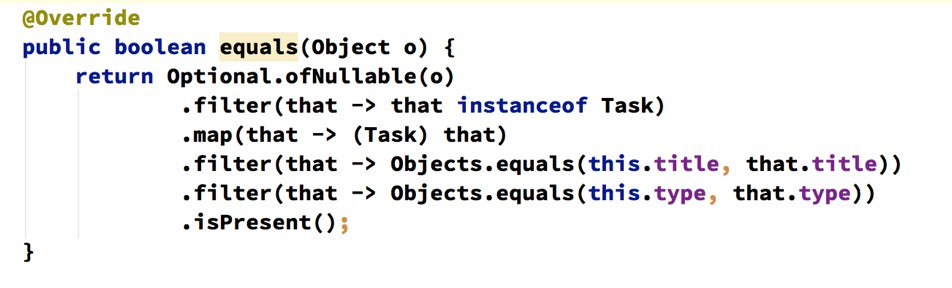 @Override
public boolean equals(Object o) {
    return Optional.ofNullable(o)
            .filter(that -> that instanceof Task)
            .map(that -> (Task) that)
            .filter(that -> Objects.equals(this.title, that.title))
            .filter(that -> Objects.equals(this.type, that.type))
            .isPresent();
}